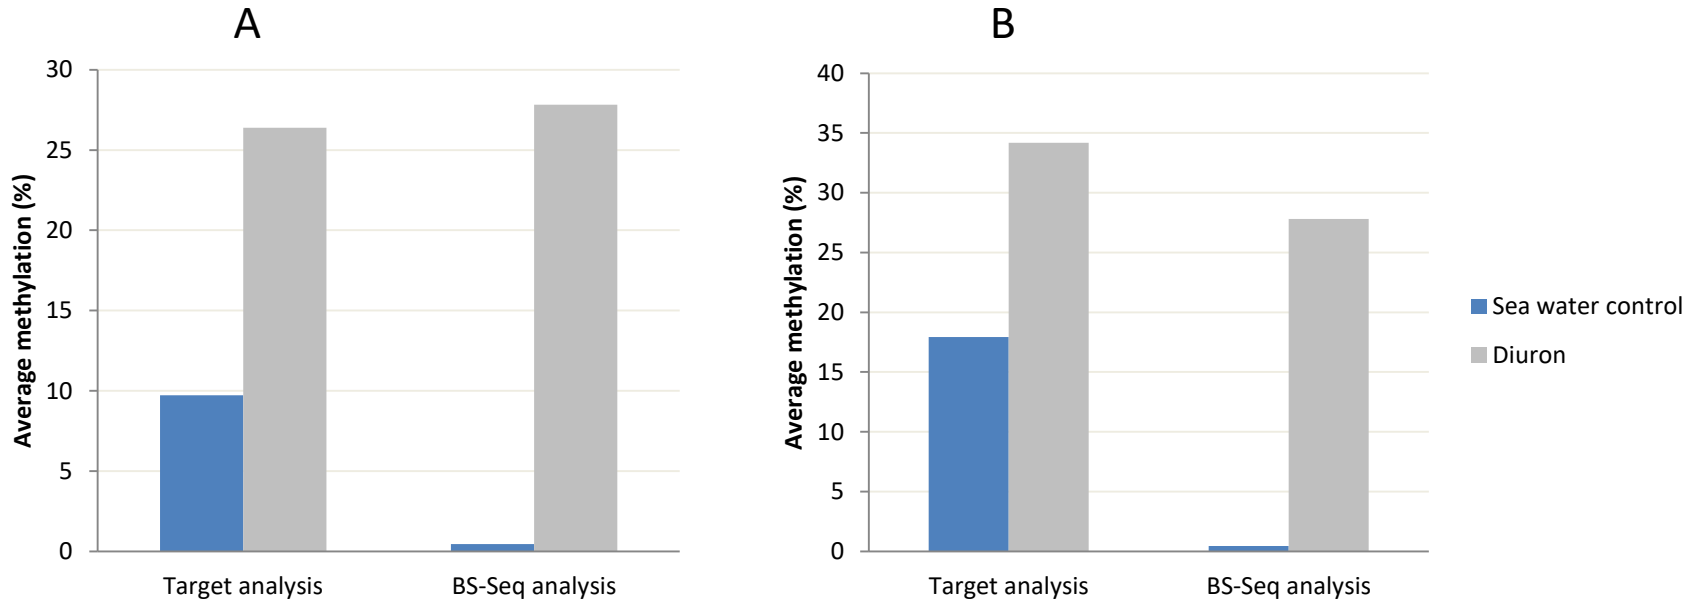 A
30
25
20
15
10
5
0
Average methylation (%)
Target analysis
BS-Seq analysis
B
40
35
30
25
20
15
10
5
0
Average methylation (%)
Target analysis
BS-Seq analysis
Sea water control
Diuron